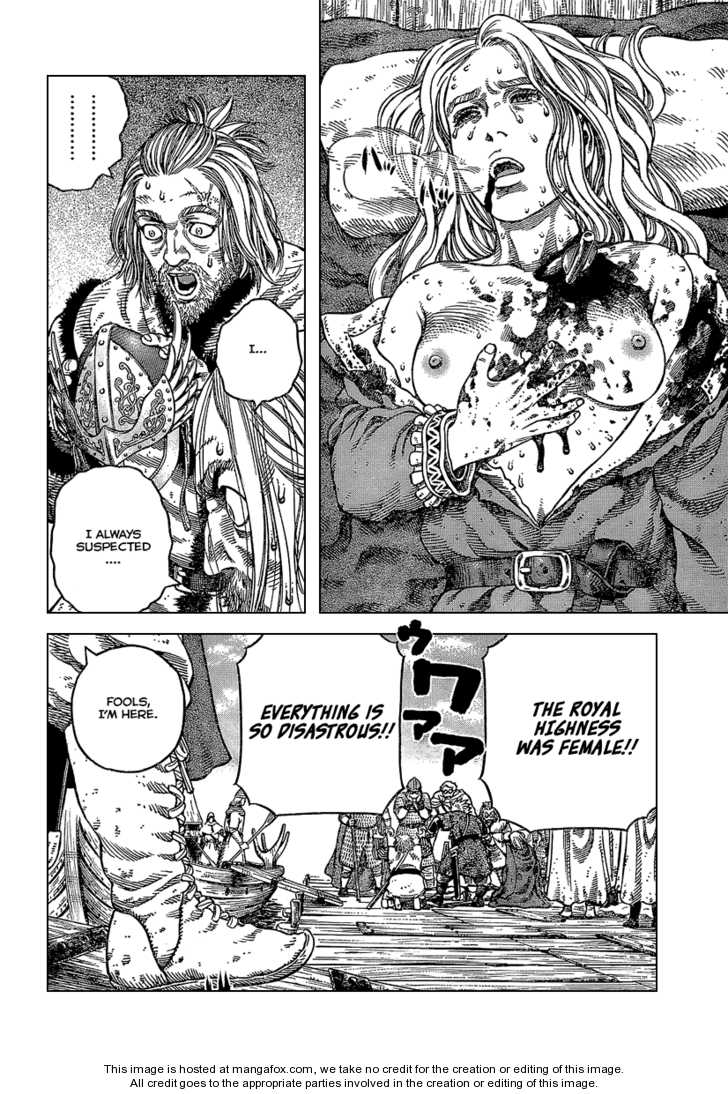 I...
I ALWAYS
SUSPECTED
....
THE ROYAL
HIGHNESS
WAS FEMALE!!
ウワアア
EVERYTHING IS
SO DISASTROUS!!
FOOLS,
I'M HERE.
This image is hosted at mangafox.com, we take no credit for the creation or editing of this image.
All credit goes to the appropriate parties involved in the creation or editing of this image.